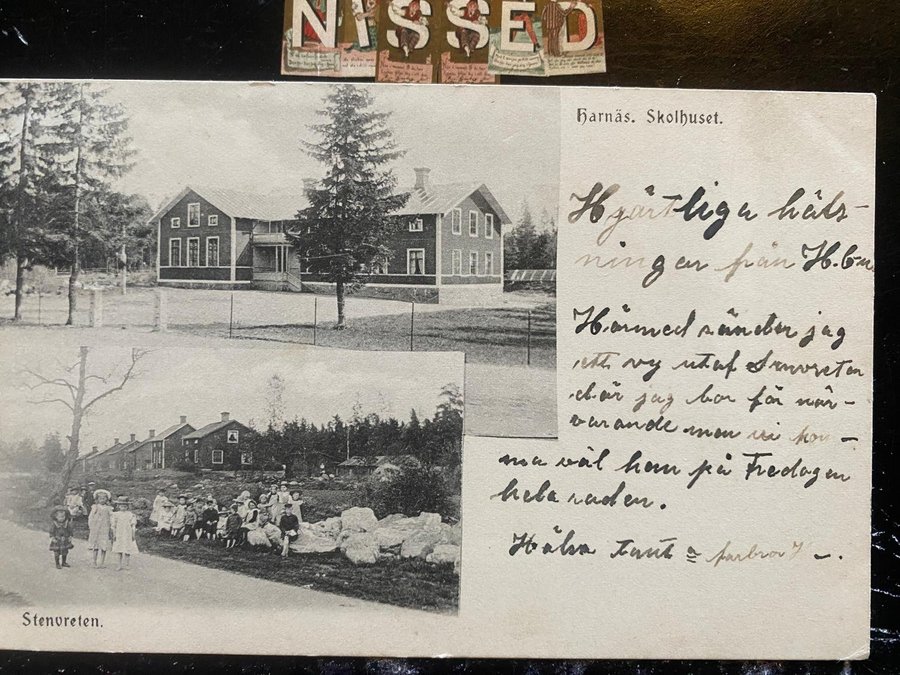 NISSED
Harnäs. Skolhuset.
Hjärtliga häls-
ningar från H.
Härmed sänder jag
ett vy utaf Stenvreten
där jag bor för när-
varande men vi kom-
ma väl hem på Fredagen
hela raden.
Hälsa tant o farbror
Stenvreten.